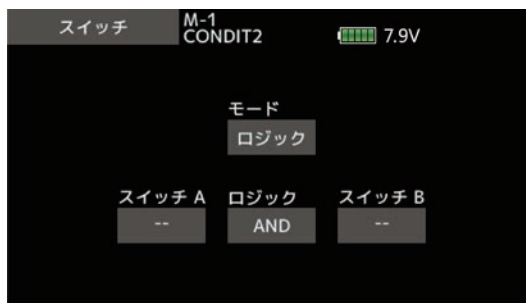 スイッチ
M-1
CONDIT2
7.9V
モード
ロジック
スイッチ A ロジック スイッチ B
-- AND --